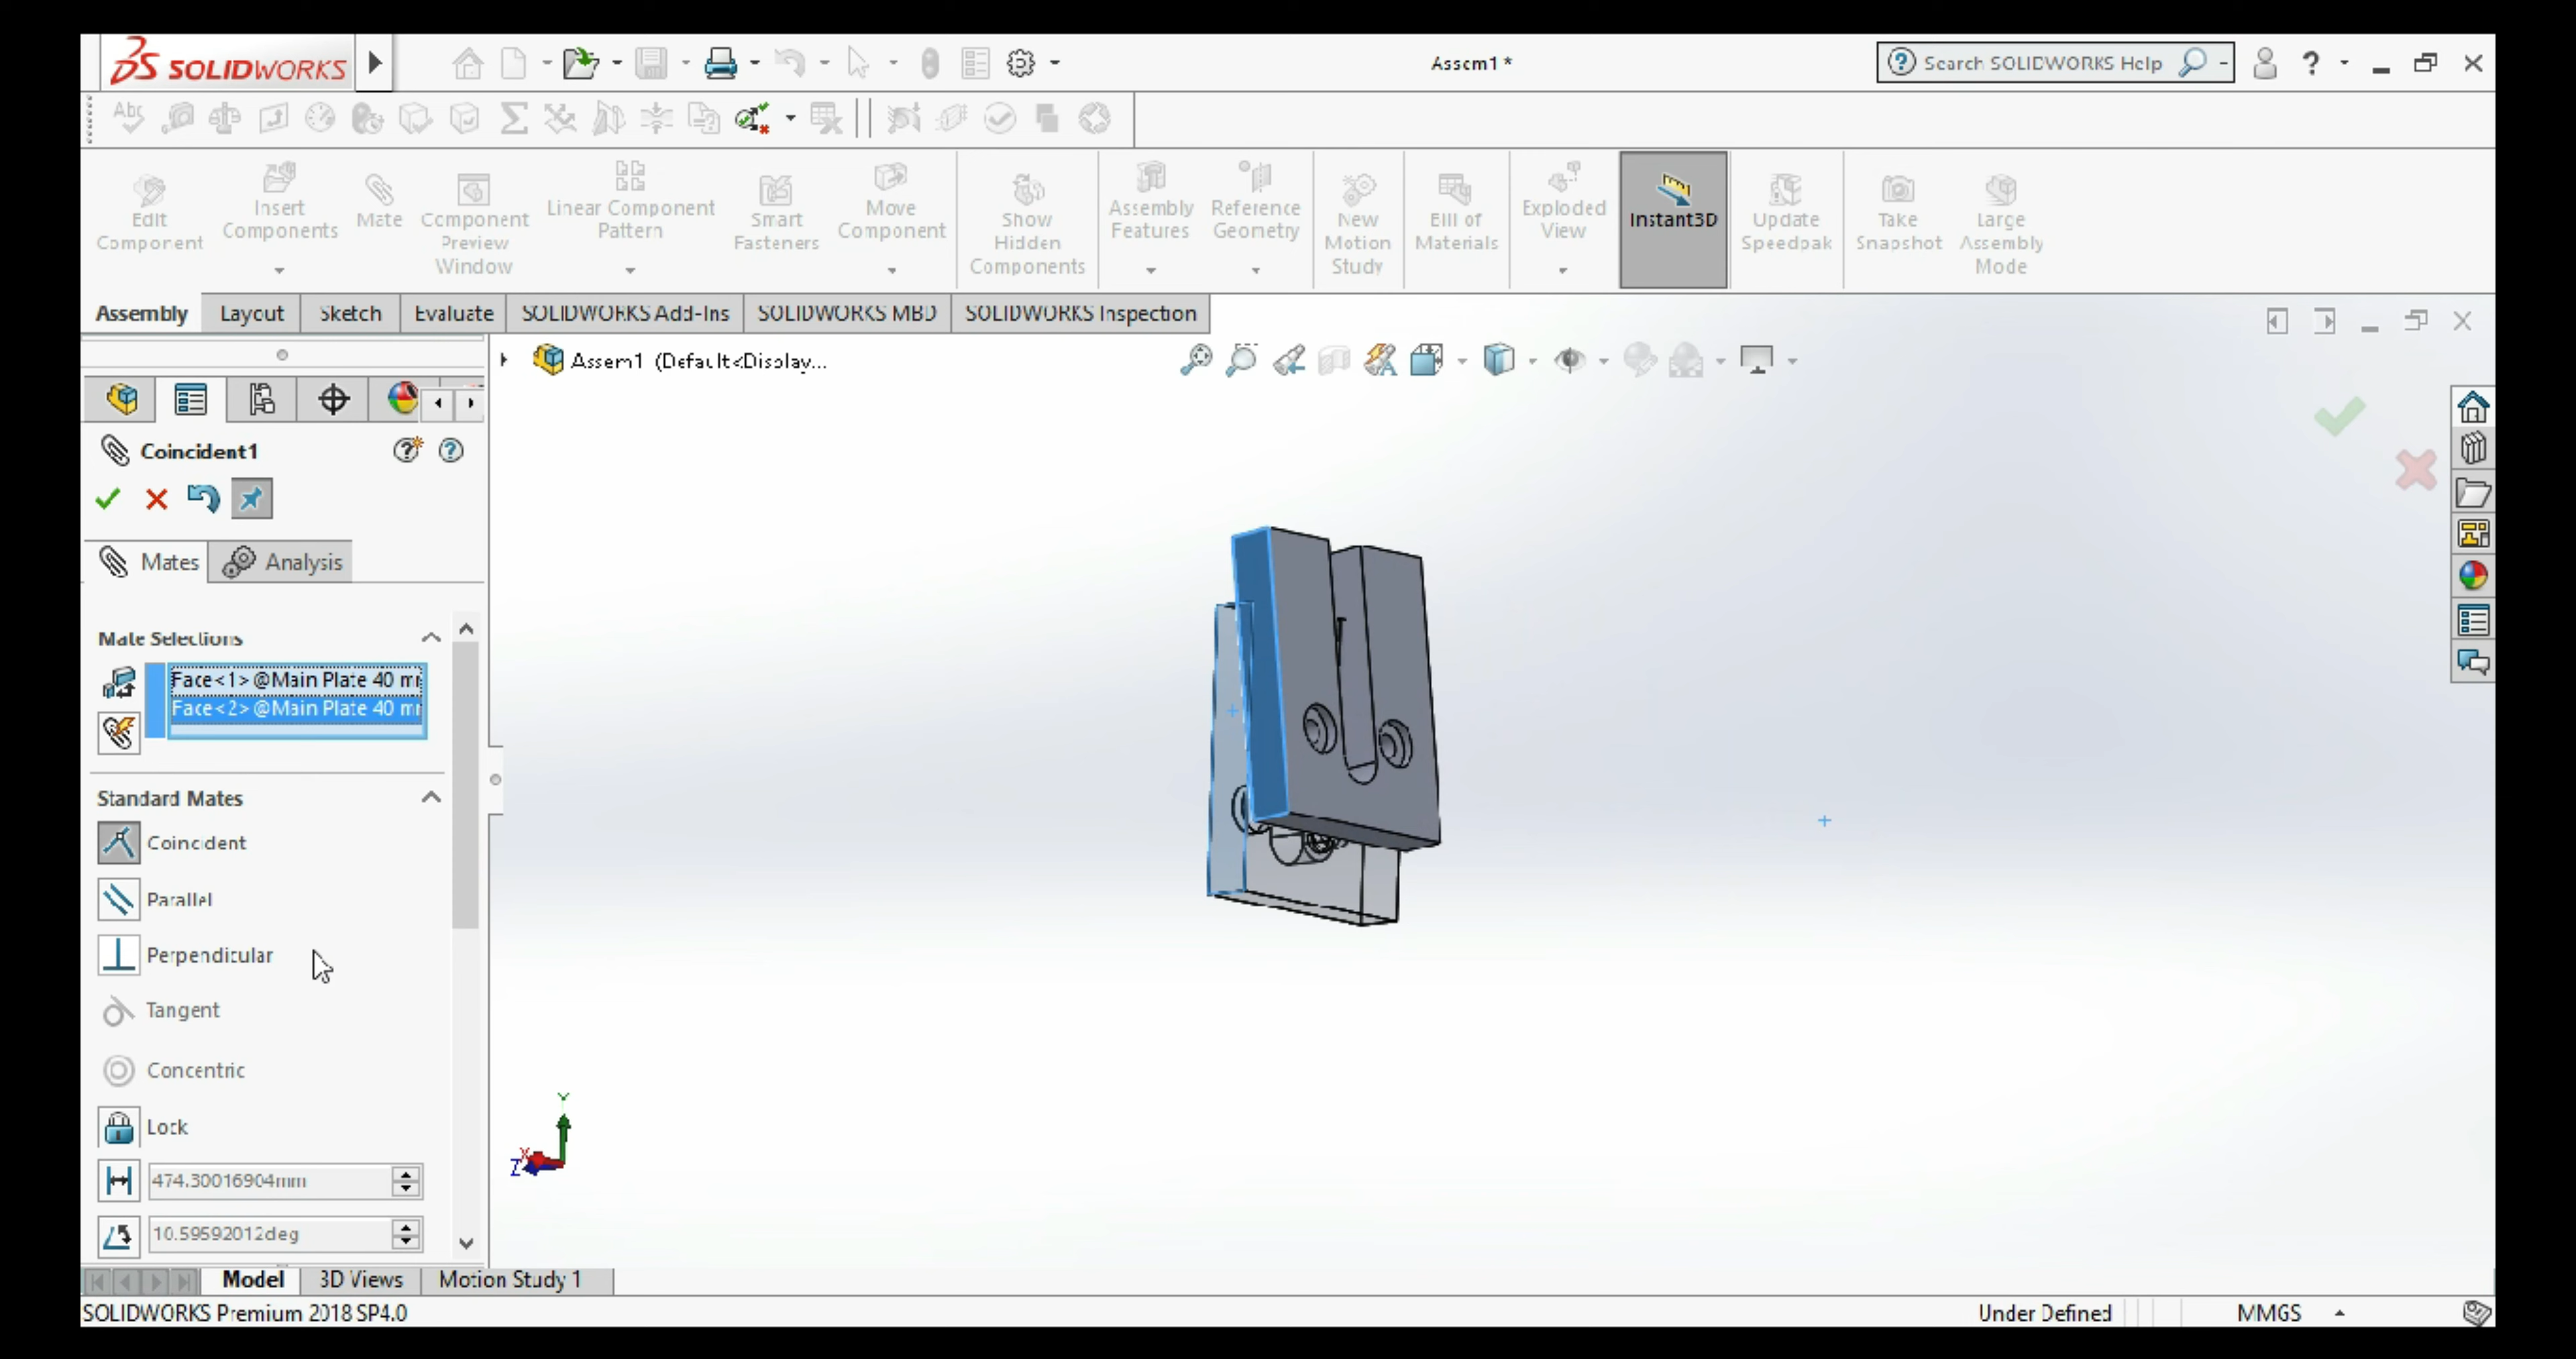 SOLIDWORKS
Assem1 *
Search SOLIDWORKS Help
Edit Component
Insert Components
Mate
Component Preview Window
Linear Component Pattern
Smart Fasteners
Move Component
Show Hidden Components
Assembly Features
Reference Geometry
New Motion Study
Bill of Materials
Exploded View
Instant3D
Update Speedpak
Take Snapshot
Large Assembly Mode
Assembly
Layout
Sketch
Evaluate
SOLIDWORKS Add-Ins
SOLIDWORKS MBD
SOLIDWORKS Inspection
Assem1 (Default<Display...
Coincident1
Mates
Analysis
Mate Selections
Face<1>@Main Plate 40 m
Face<2>@Main Plate 40 m
Standard Mates
Coincident
Parallel
Perpendicular
Tangent
Concentric
Lock
474.30016904mm
10.59592012deg
Y
X
Z
Model
3D Views
Motion Study 1
SOLIDWORKS Premium 2018 SP4.0
Under Defined
MMGS